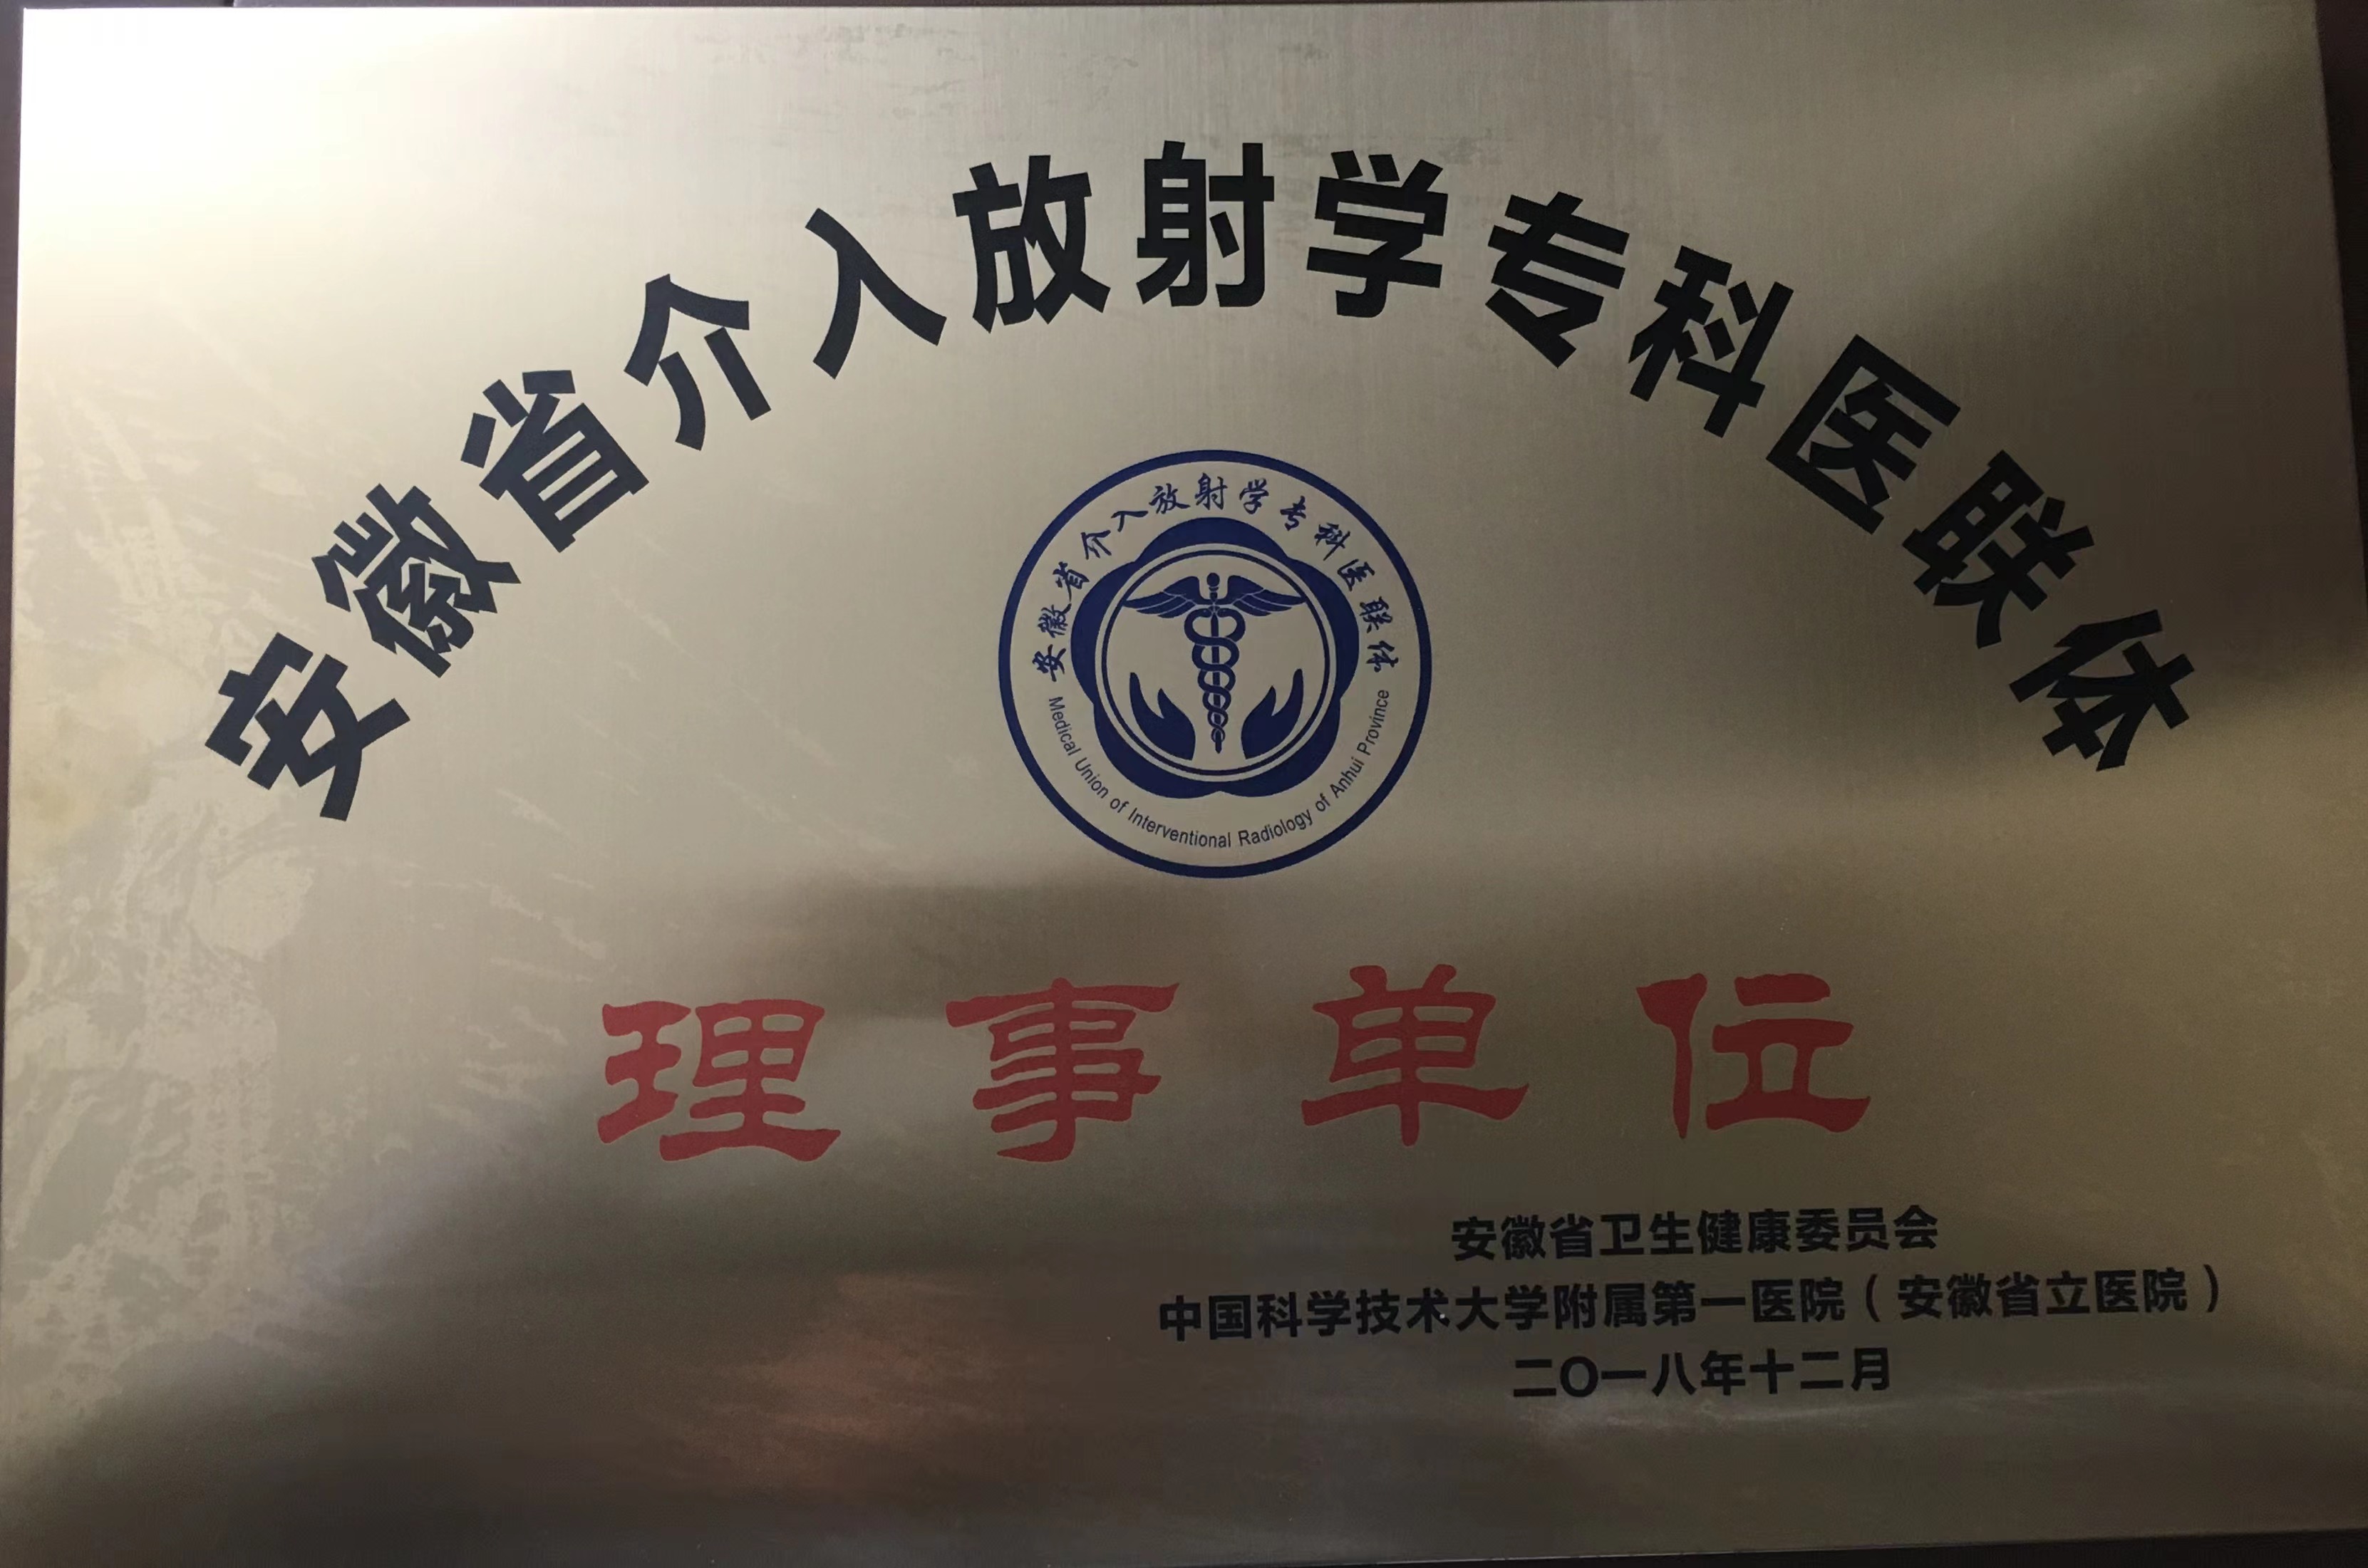 安徽省介入放射学专科医联体
安徽省介入放射学专科医联体
Medical Union of Interventional Radiology of Anhui Province
理事单位
安徽省卫生健康委员会
中国科学技术大学附属第一医院（安徽省立医院）
二〇一八年十二月